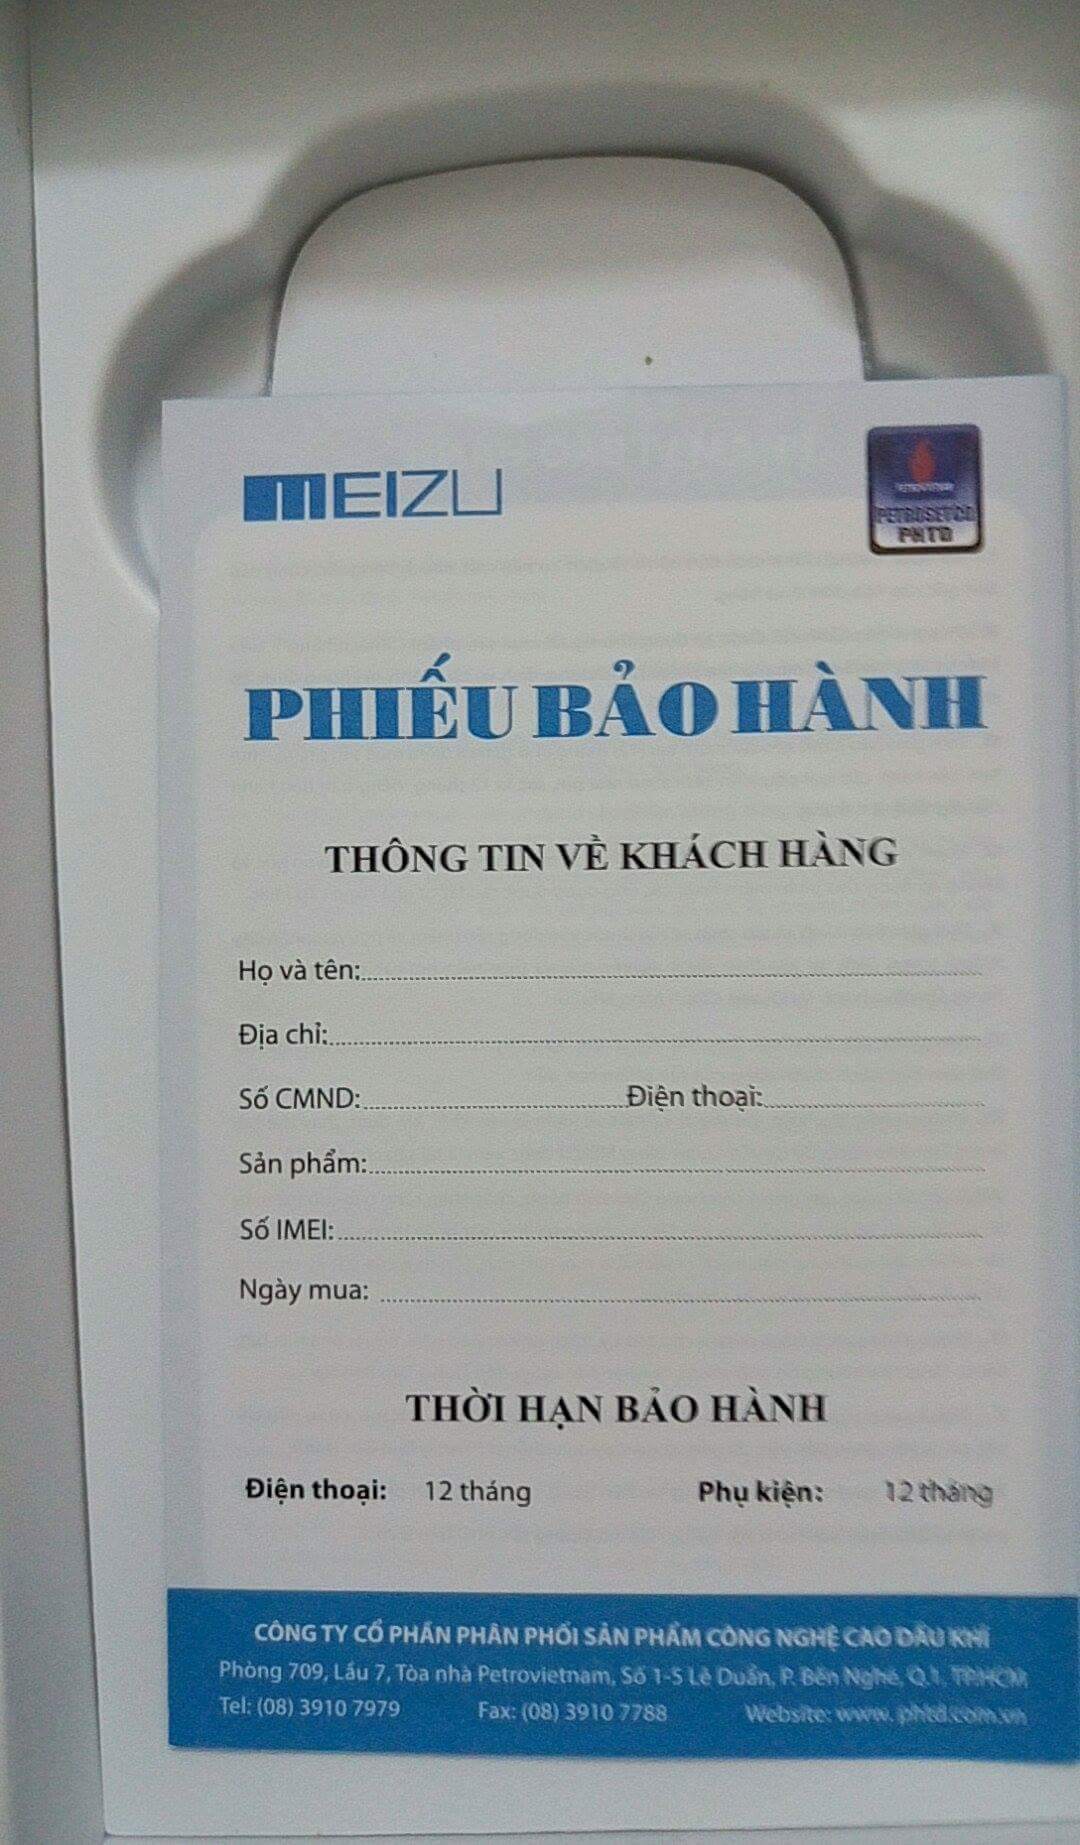 MEIZU
PETROVIETNAM
PETROSETCO
PHTD
PHIẾU BẢO HÀNH
THÔNG TIN VỀ KHÁCH HÀNG
Họ và tên:
Địa chỉ:
Số CMND: Điện thoại:
Sản phẩm:
Số IMEI:
Ngày mua:
THỜI HẠN BẢO HÀNH
Điện thoại: 12 tháng Phụ kiện: 12 tháng
CÔNG TY CỔ PHẦN PHÂN PHỐI SẢN PHẨM CÔNG NGHỆ CAO DẦU KHÍ
Phòng 709, Lầu 7, Tòa nhà Petrovietnam, Số 1-5 Lê Duẩn, P. Bến Nghé, Q.1, TP.HCM
Tel: (08) 3910 7979 Fax: (08) 3910 7788 Website: www. phtd.com.vn